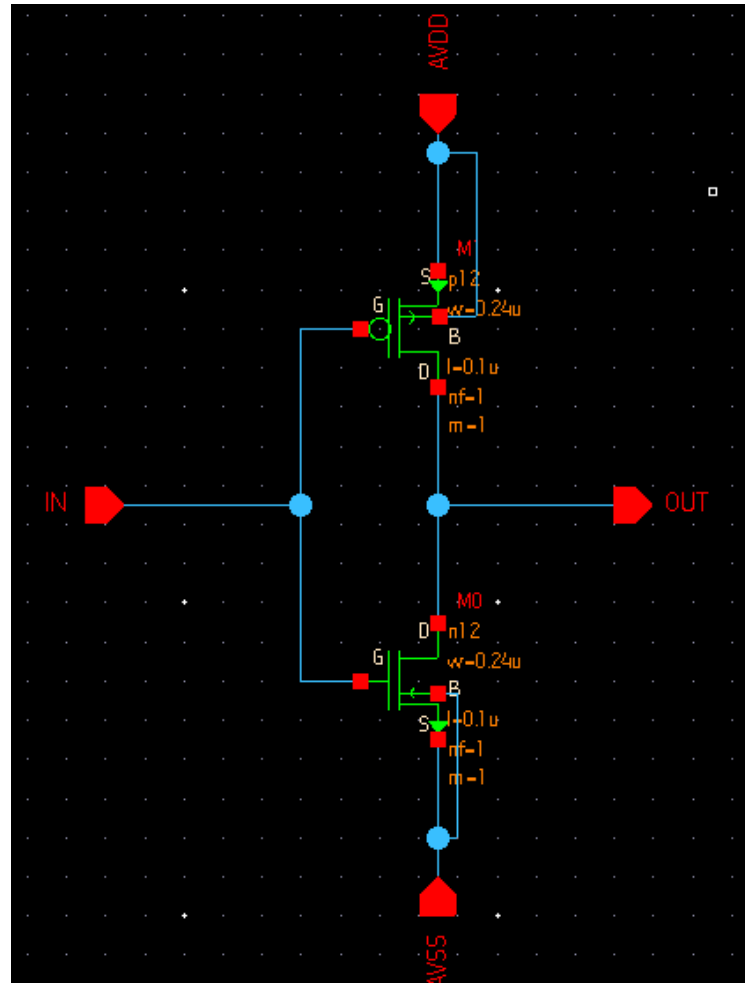 AVDD
M1
S
p12
G
w=0.24u
B
D
l=0.1u
nf=1
m=1
IN
OUT
M0
D
n12
G
w=0.24u
B
S
l=0.1u
nf=1
m=1
AVSS